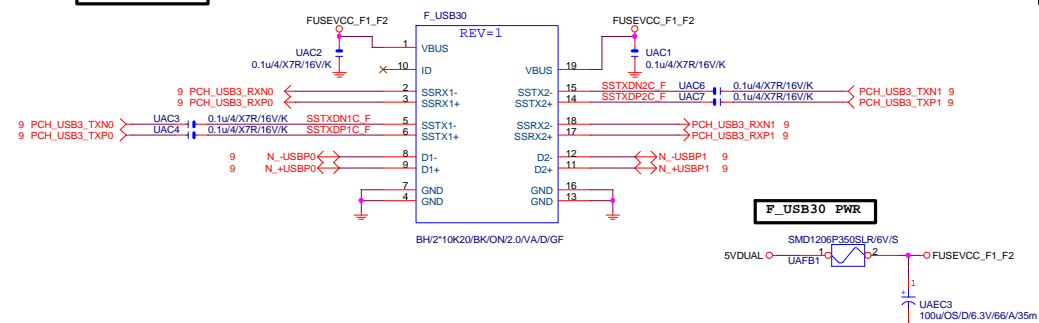 F_USB30
FUSEVCC_F1_F2
FUSEVCC_F1_F2
REV=1
UAC2
0.1u/4/X7R/16V/K
1 VBUS
10 ID
VBUS 19
UAC1
0.1u/4/X7R/16V/K
9 PCH_USB3_RXN0 2 SSRX1-
9 PCH_USB3_RXP0 3 SSRX1+
SSTX2- 15 SSTXDN2C_F UAC6 0.1u/4/X7R/16V/K PCH_USB3_TXN1 9
SSTX2+ 14 SSTXDP2C_F UAC7 0.1u/4/X7R/16V/K PCH_USB3_TXP1 9
9 PCH_USB3_TXN0 UAC3 0.1u/4/X7R/16V/K SSTXDN1C_F 5 SSTX1-
9 PCH_USB3_TXP0 UAC4 0.1u/4/X7R/16V/K SSTXDP1C_F 6 SSTX1+
SSRX2- 18 PCH_USB3_RXN1 9
SSRX2+ 17 PCH_USB3_RXP1 9
9 N_-USBP0 8 D1-
9 N_+USBP0 9 D1+
D2- 12 N_-USBP1 9
D2+ 11 N_+USBP1 9
7 GND
4 GND
GND 16
GND 13
BH/2*10K20/BK/ON/2.0/VA/D/GF
F_USB30 PWR
SMD1206P350SLR/6V/S
5VDUAL 1 2 FUSEVCC_F1_F2
UAFB1
1
+
UAEC3
100u/OS/D/6.3V/66/A/35m